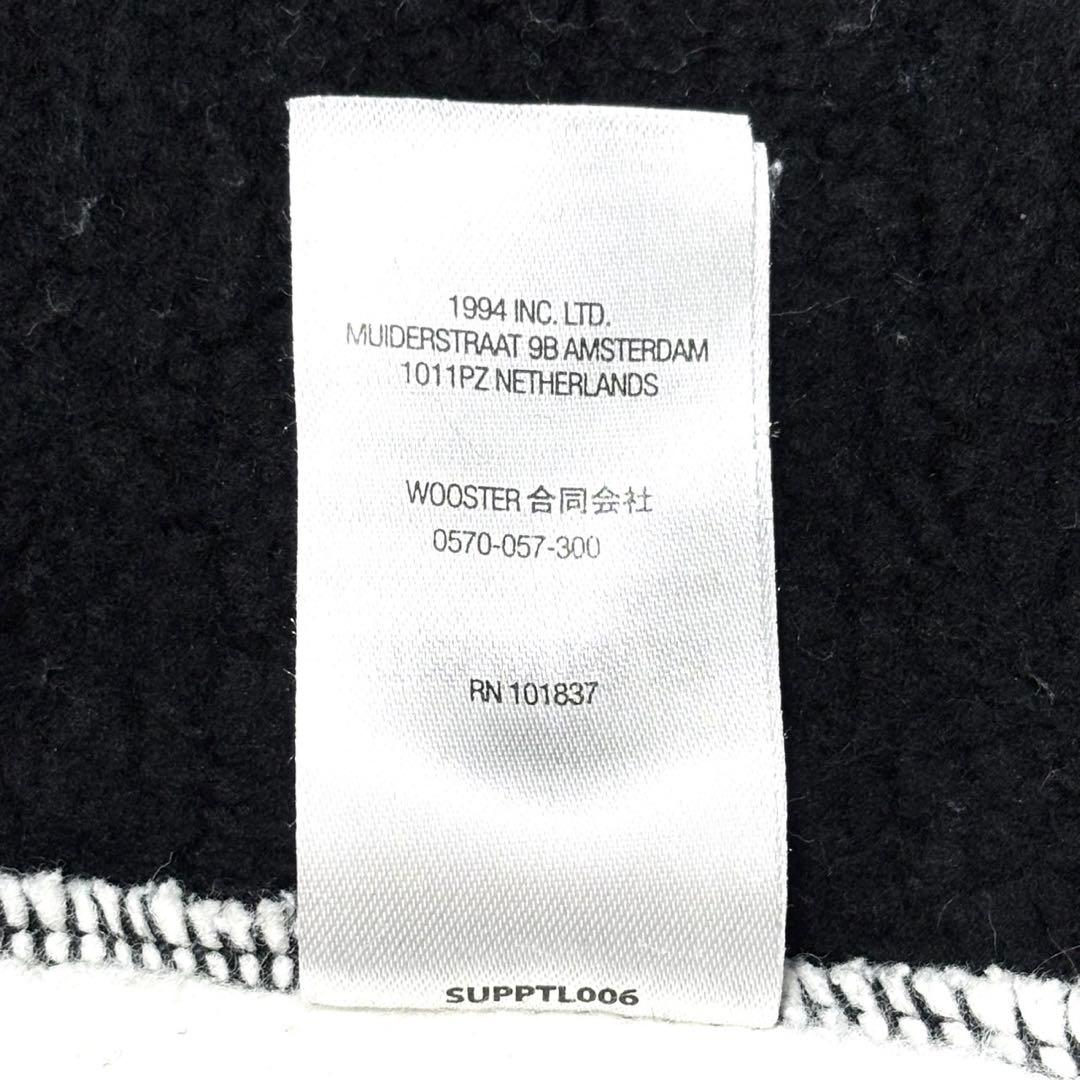 1994 INC. LTD.
MUIDERSTRAAT 9B AMSTERDAM
1011PZ NETHERLANDS
WOOSTER 合同会社
0570-057-300
RN 101837
SUPPTL006